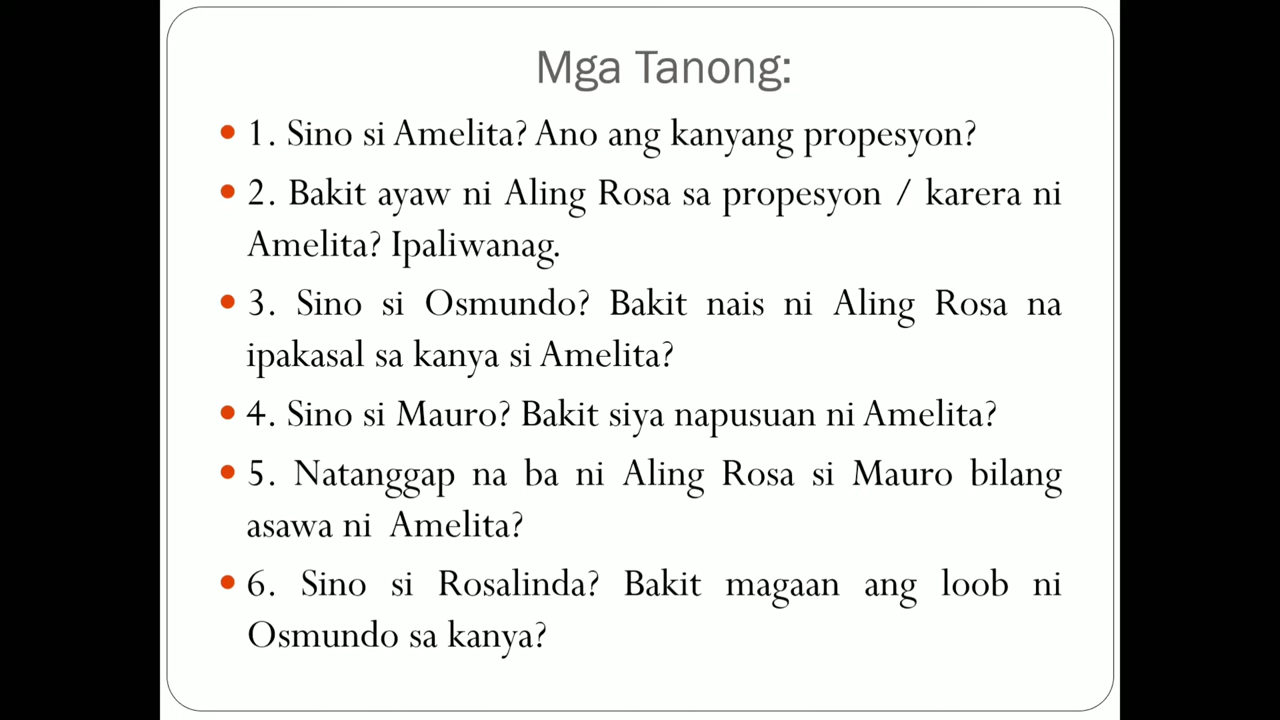 Mga Tanong:
• 1. Sino si Amelita? Ano ang kanyang propesyon?
• 2. Bakit ayaw ni Aling Rosa sa propesyon / karera ni
Amelita? Ipaliwanag.
• 3. Sino si Osmundo? Bakit nais ni Aling Rosa na
ipakasal sa kanya si Amelita?
• 4. Sino si Mauro? Bakit siya napusuan ni Amelita?
• 5. Natanggap na ba ni Aling Rosa si Mauro bilang
asawa ni Amelita?
• 6. Sino si Rosalinda? Bakit magaan ang loob ni
Osmundo sa kanya?